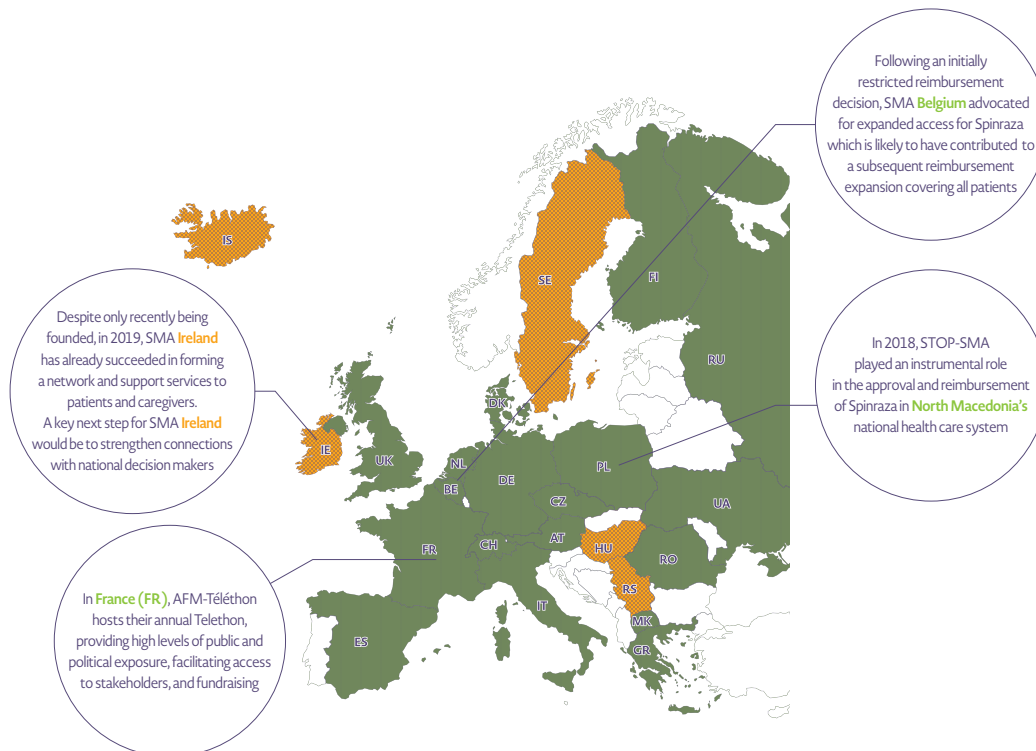 Following an initially
restricted reimbursement
decision, SMA Belgium advocated
for expanded access for Spinraza
which is likely to have contributed to
a subsequent reimbursement
expansion covering all patients
IS
SE
FI
RU
Despite only recently being
founded, in 2019, SMA Ireland
has already succeeded in forming
a network and support services to
patients and caregivers.
A key next step for SMA Ireland
would be to strengthen connections
with national decision makers
In 2018, STOP-SMA
played an instrumental role
in the approval and reimbursement
of Spinraza in North Macedonia's
national health care system
DK
IE
UK
NL
BE
DE
PL
CZ
UA
FR
CH
AT
HU
RO
RS
IT
MK
ES
GR
In France (FR), AFM-Téléthon
hosts their annual Telethon,
providing high levels of public and
political exposure, facilitating access
to stakeholders, and fundraising